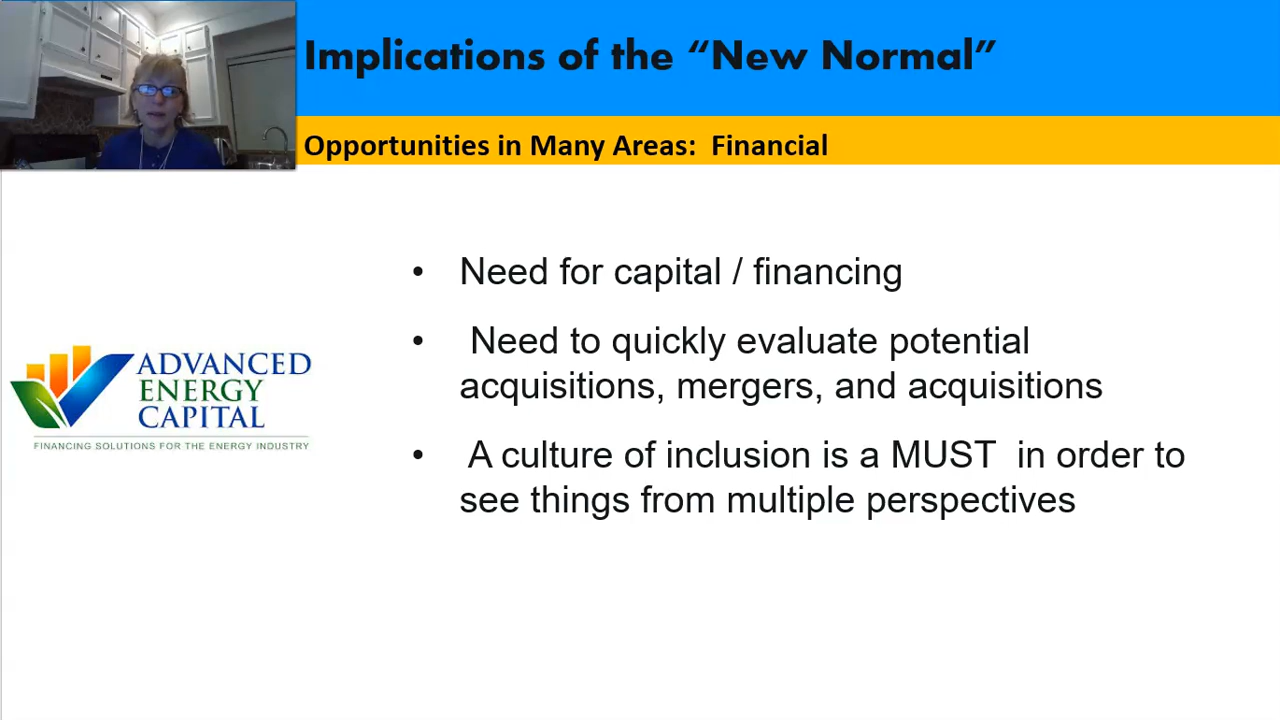 Implications of the “New Normal”
Opportunities in Many Areas:  Financial
• Need for capital / financing
• Need to quickly evaluate potential
acquisitions, mergers, and acquisitions
• A culture of inclusion is a MUST  in order to
see things from multiple perspectives
ADVANCED
ENERGY
CAPITAL
FINANCING SOLUTIONS FOR THE ENERGY INDUSTRY